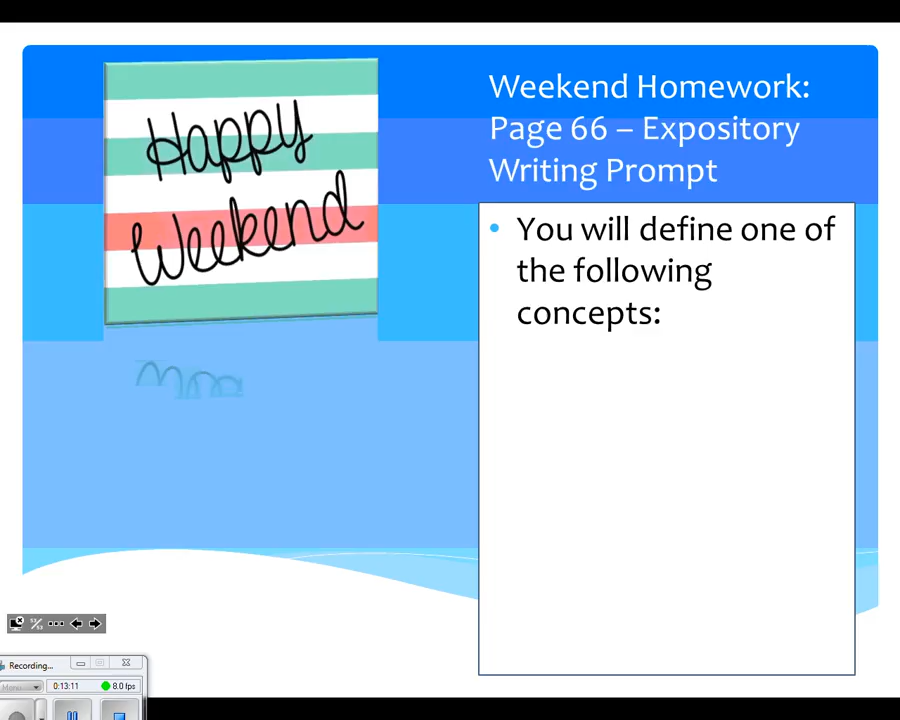 Happy
Weekend
Weekend Homework:
Page 66 – Expository
Writing Prompt
• You will define one of
the following
concepts:
Recording...
0:13:11
8.0 fps